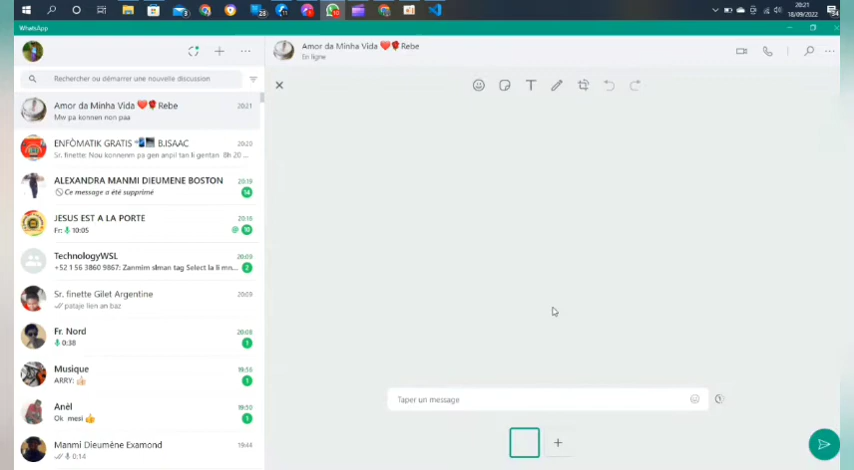 20:21
18/09/2022
WhatsApp
Rechercher ou démarrer une nouvelle discussion
Amor da Minha Vida ❤️🌹Rebe 20:21
Mw pa konnen non paa
ENFÒMATIK GRATIS 📲⬛ B.ISAAC 20:20
Sr. finette: Nou konnenm pa gen anpil tan li gentan 8h 20 ...
ALEXANDRA MANMI DIEUMENE BOSTON 20:19
Ce message a été supprimé 14
JESUS EST A LA PORTE 20:18
Fr: 10:05 @ 10
TechnologyWSL 20:09
+52 1 56 3860 9867: Zanmim siman tag Select la li mn... 2
Sr. finette Gilet Argentine 20:09
pataje lien an baz
Fr. Nord 20:08
0:38 1
Musique 19:56
ARRY: 👍🏻 1
Anèl 19:50
Ok mesi 👍 1
Manmi Dieumène Examond 19:44
0:14
Amor da Minha Vida ❤️🌹Rebe
En ligne
Taper un message